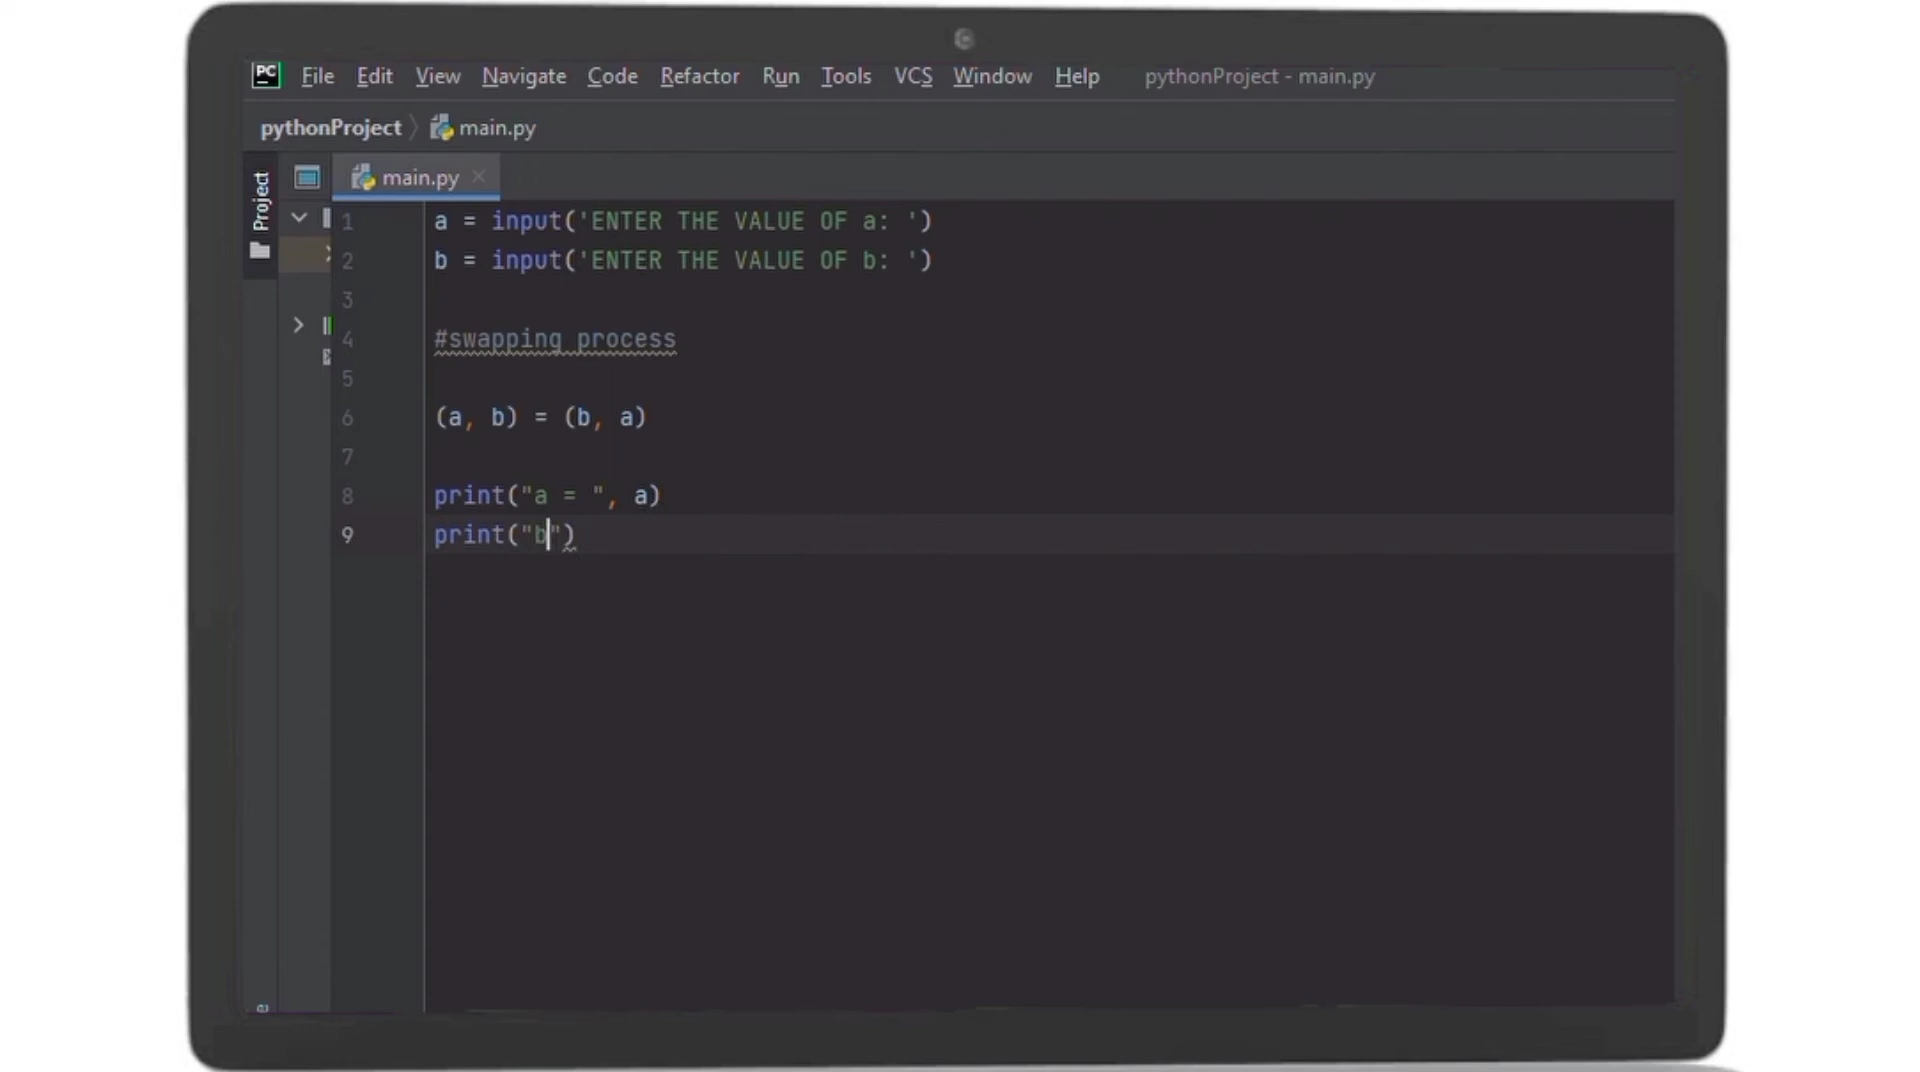 PC File Edit View Navigate Code Refactor Run Tools VCS Window Help pythonProject - main.py
pythonProject main.py
Project
main.py
1 a = input('ENTER THE VALUE OF a: ')
2 b = input('ENTER THE VALUE OF b: ')
3
4 #swapping process
5
6 (a, b) = (b, a)
7
8 print("a = ", a)
9 print("b")